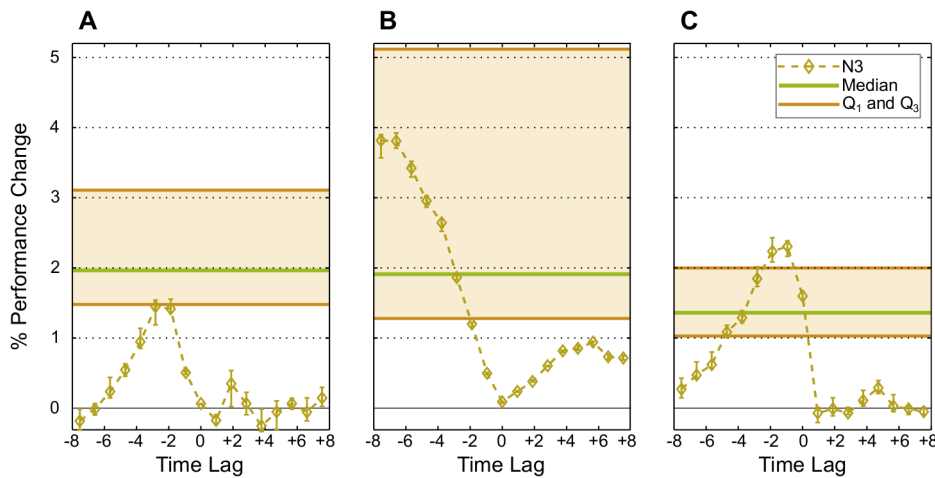 A B C
% Performance Change
5
4
3
2
1
0
N3
Median
Q1 and Q3
-8 -6 -4 -2 0 +2 +4 +6 +8
-8 -6 -4 -2 0 +2 +4 +6 +8
-8 -6 -4 -2 0 +2 +4 +6 +8
Time Lag Time Lag Time Lag